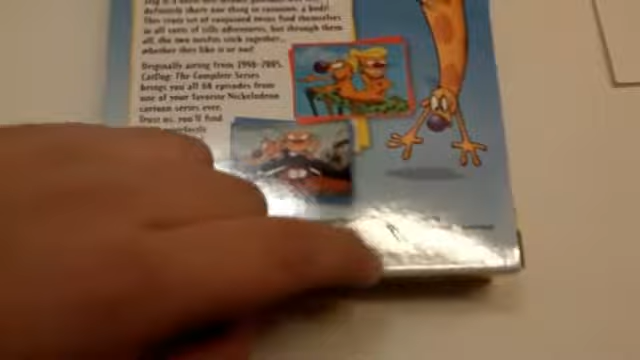 definitely share one thing in common: a body!
This crazy set of conjoined twins find themselves
in all sorts of silly adventures, but through them
all, the two misfits stick together...
whether they like it or not!
Originally airing from 1998-2005,
CatDog: The Complete Series
brings you all 68 episodes from
one of your favorite Nickelodeon
cartoon series ever.
Trust us, you'll find